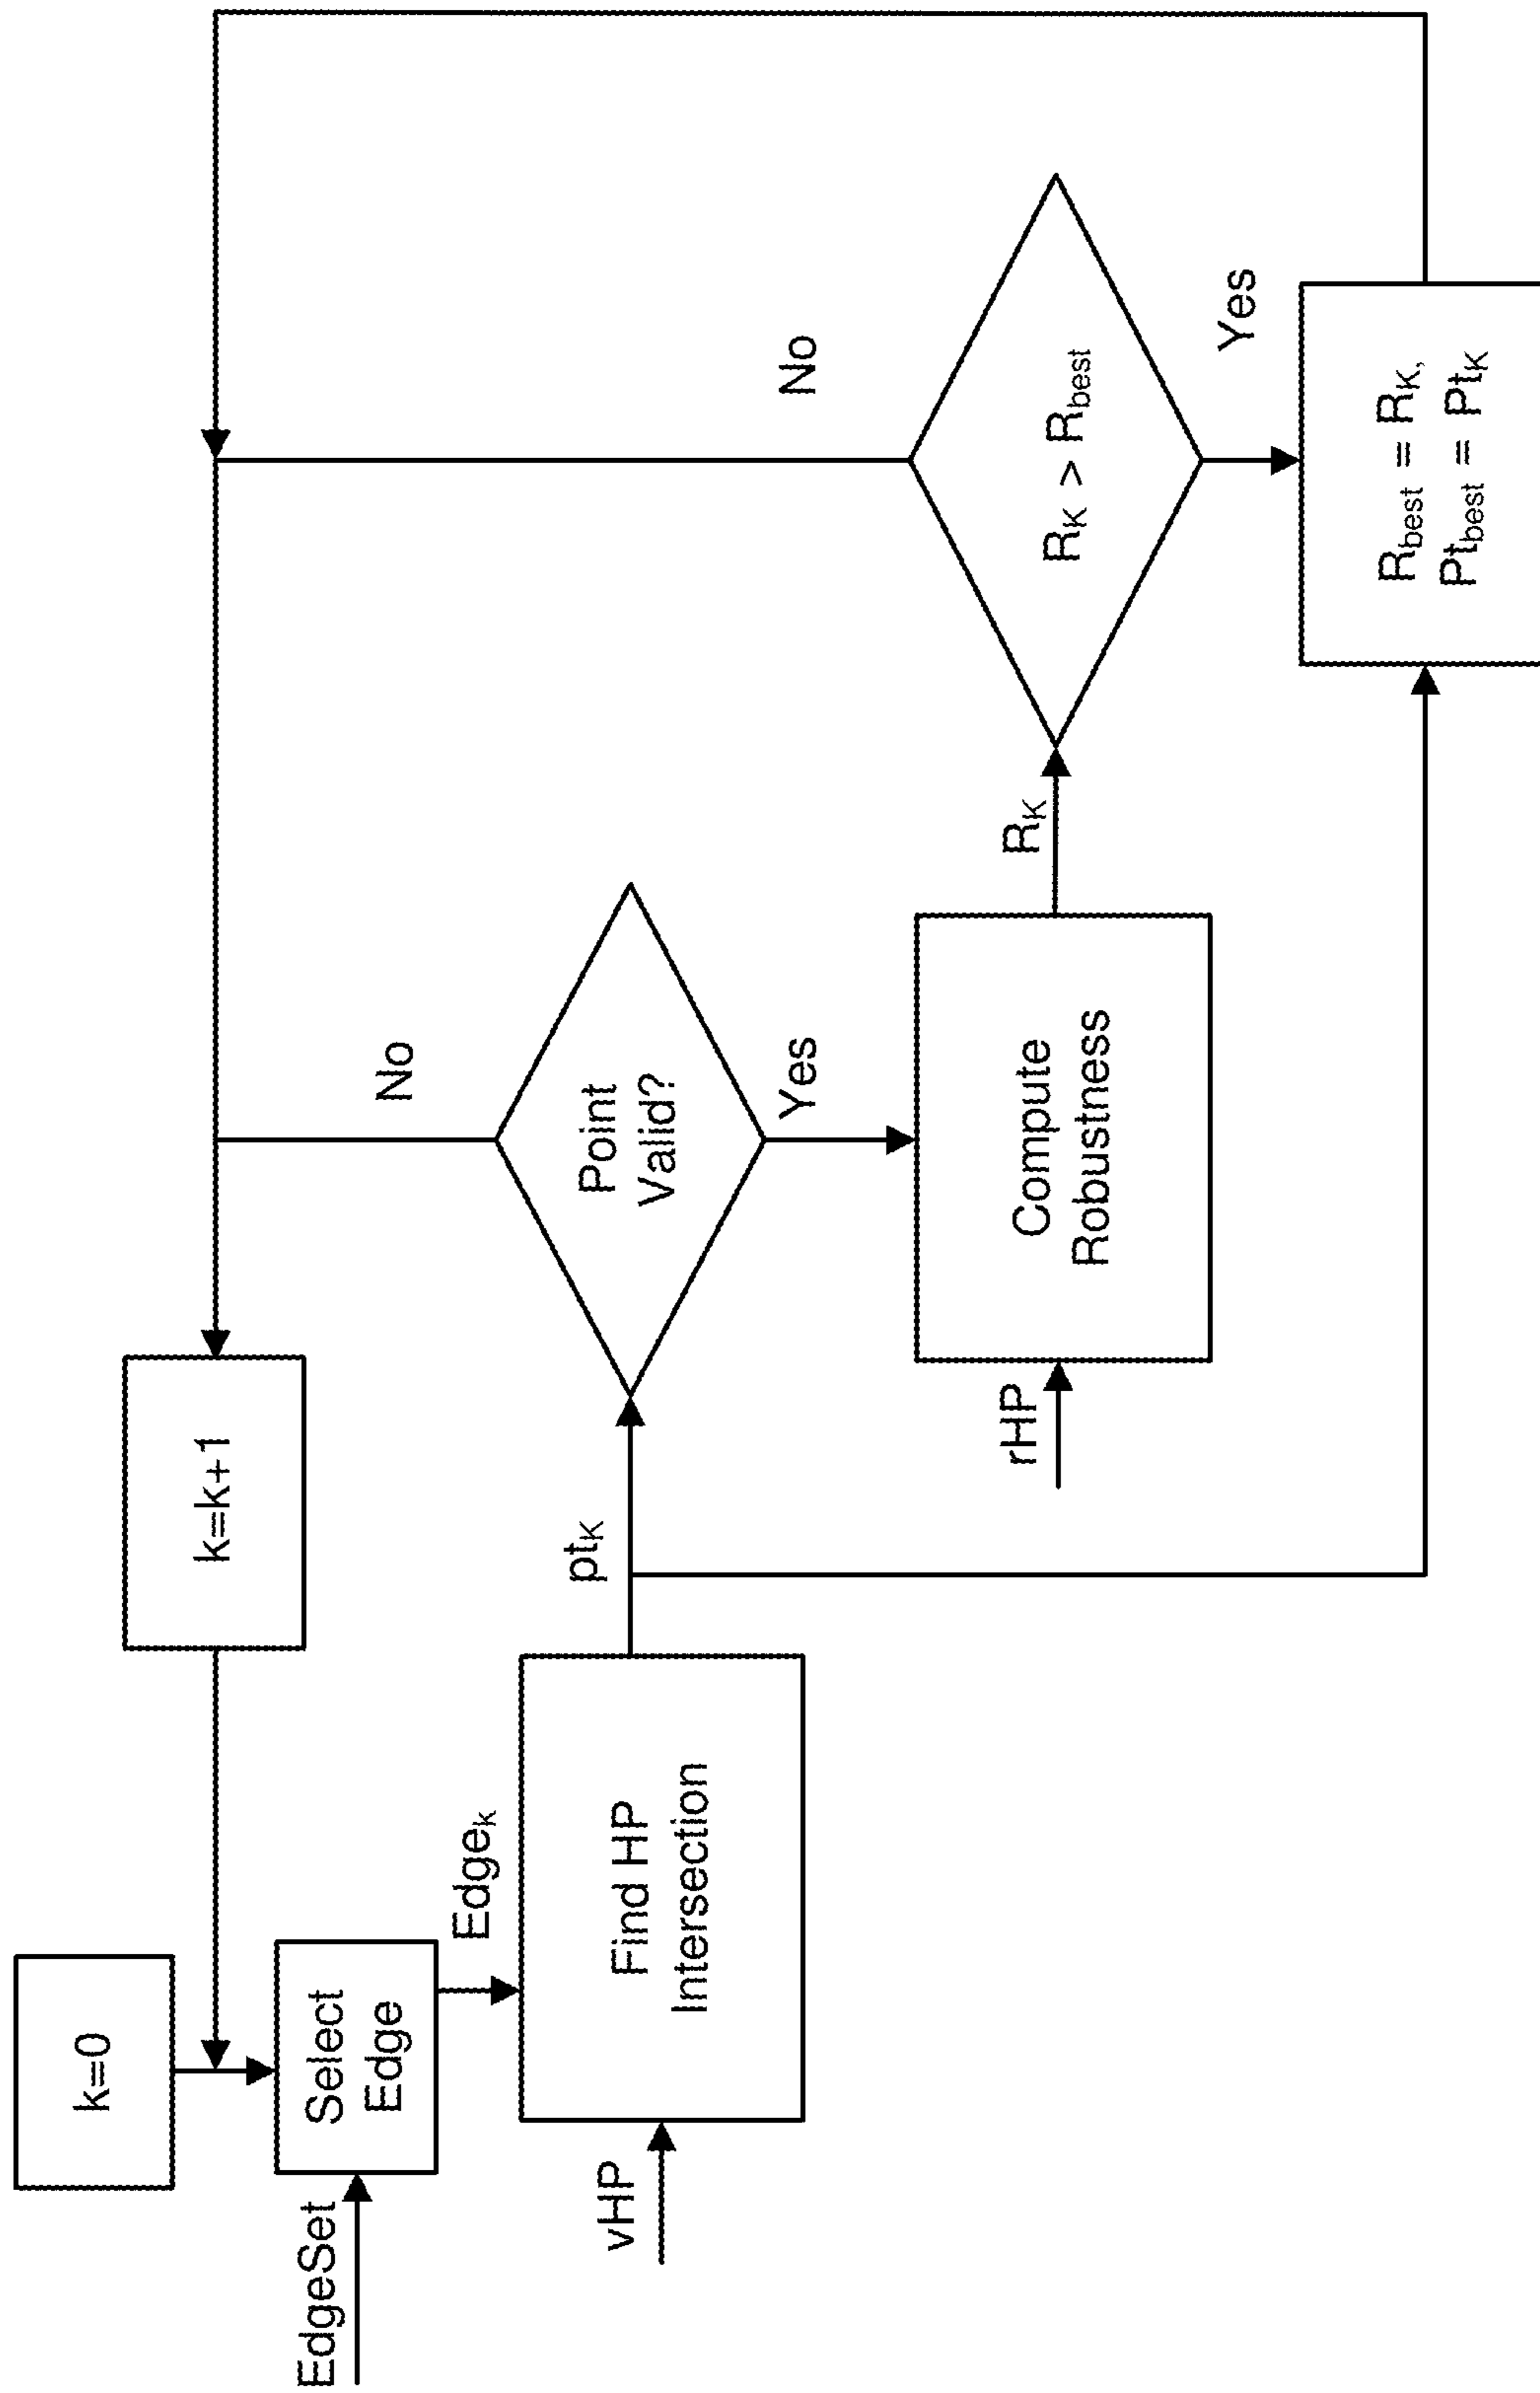 k=0
k=k+1
EdgeSet
Select
Edge
Edgek
vHP
Find HP
Intersection
ptK
Point
Valid?
No
Yes
rHP
Compute
Robustness
RK
RK > Rbest
No
Yes
Rbest = RK,
Ptbest = PtK